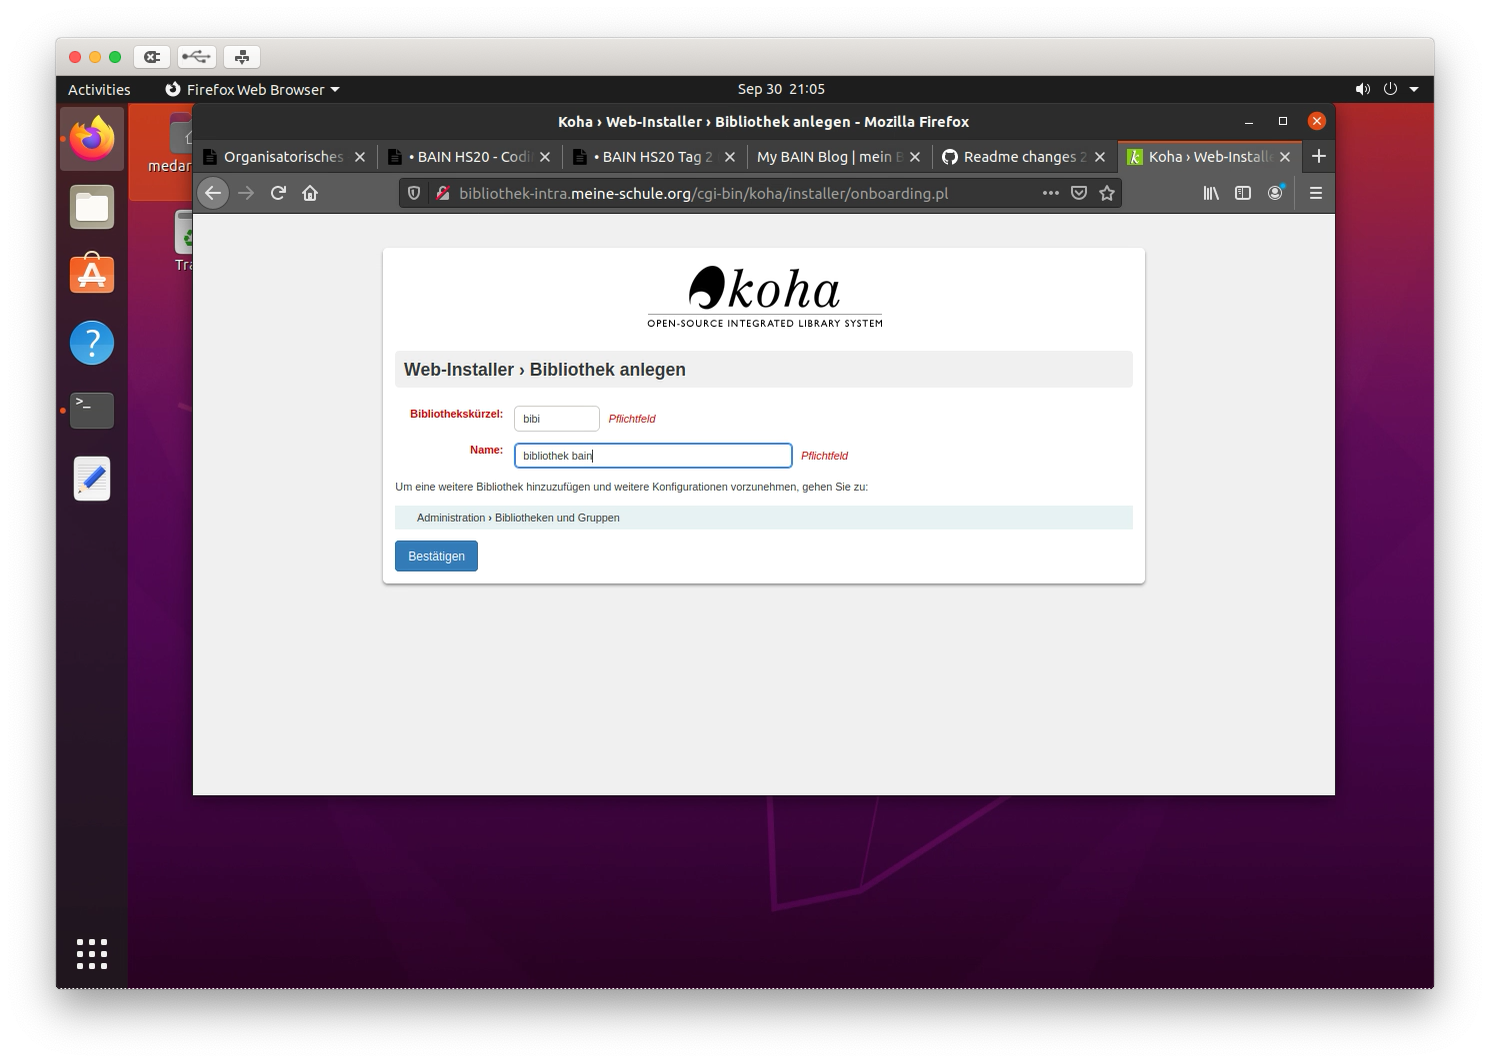 Activities
Firefox Web Browser
Sep 30 21:05
medar
Tra
Koha › Web-Installer › Bibliothek anlegen - Mozilla Firefox
Organisatorisches
• BAIN HS20 - Codi
• BAIN HS20 Tag 2
My BAIN Blog | mein B
Readme changes 2
Koha › Web-Installe
bibliothek-intra.meine-schule.org/cgi-bin/koha/installer/onboarding.pl
koha
OPEN-SOURCE INTEGRATED LIBRARY SYSTEM
Web-Installer › Bibliothek anlegen
Bibliothekskürzel: bibi Pflichtfeld
Name: bibliothek bain Pflichtfeld
Um eine weitere Bibliothek hinzuzufügen und weitere Konfigurationen vorzunehmen, gehen Sie zu:
Administration › Bibliotheken und Gruppen
Bestätigen